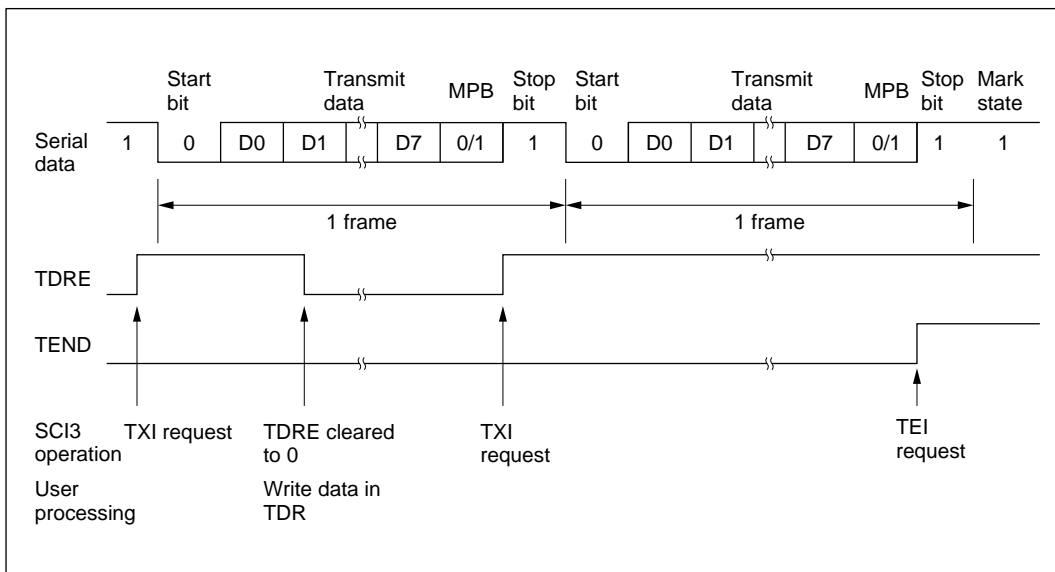 Start bit
Transmit data
MPB
Stop bit
Start bit
Transmit data
MPB
Stop bit
Mark state
Serial data
1 0 D0 D1 D7 0/1 1 0 D0 D1 D7 0/1 1 1
1 frame
1 frame
TDRE
TEND
SCI3 operation
TXI request
TDRE cleared to 0
TXI request
TEI request
User processing
Write data in TDR